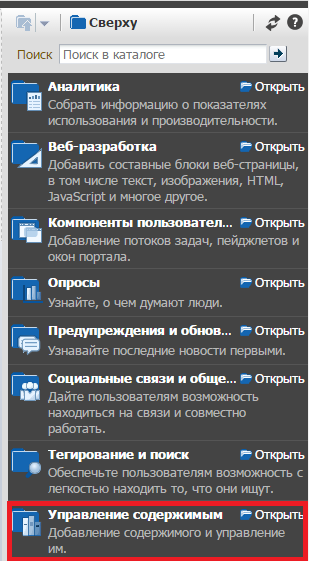 Сверху
Поиск Поиск в каталоге
Аналитика Открыть
Собрать информацию о показателях
использования и производительности.
Веб-разработка Открыть
Добавить составные блоки веб-страницы,
в том числе текст, изображения, HTML,
JavaScript и многое другое.
Компоненты пользовател... Открыть
Добавление потоков задач, пейджлетов и
окон портала.
Опросы Открыть
Узнайте, о чем думают люди.
Предупреждения и обнов... Открыть
Узнавайте последние новости первыми.
Социальные связи и обще... Открыть
Дайте пользователям возможность
находиться на связи и совместно
работать.
Тегирование и поиск Открыть
Обеспечьте пользователям возможность с
легкостью находить то, что они ищут.
Управление содержимым Открыть
Добавление содержимого и управление
им.